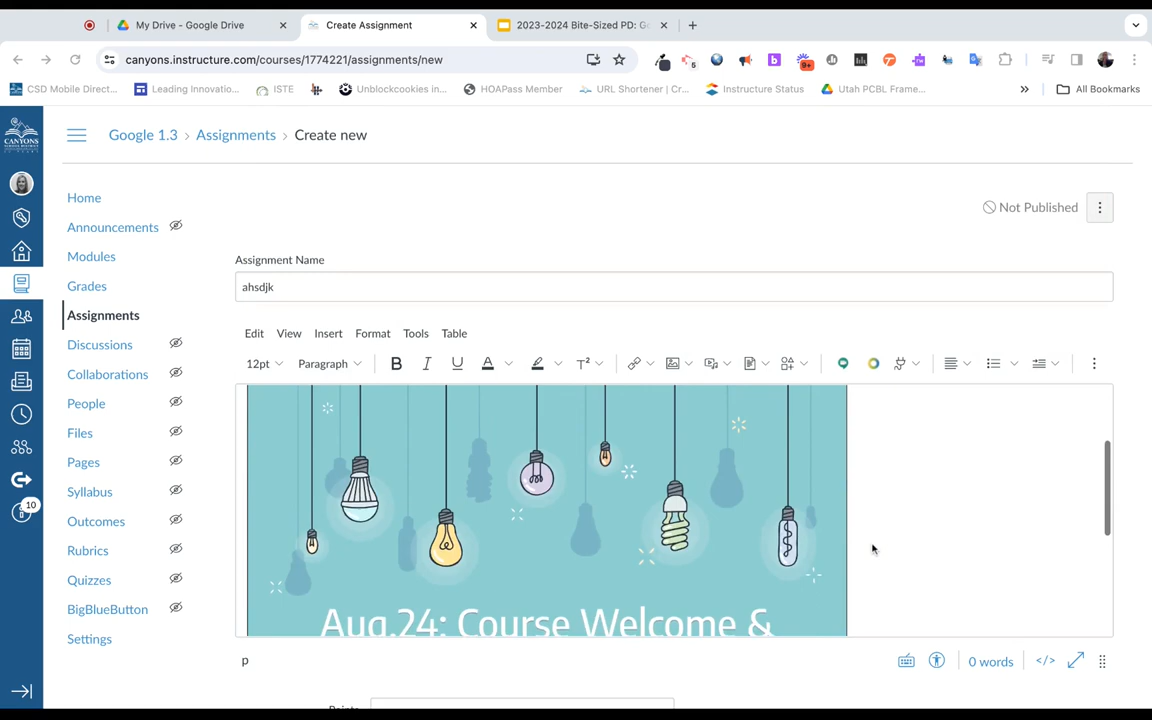 My Drive - Google Drive
Create Assignment
2023-2024 Bite-Sized PD: Go
canyons.instructure.com/courses/1774221/assignments/new
CSD Mobile Direct...
Leading Innovatio...
ISTE
Unblockcookies in...
HOAPass Member
URL Shortener | Cr...
Instructure Status
Utah PCBL Frame...
All Bookmarks
CANYONS
Google 1.3 > Assignments > Create new
Home
Announcements
Modules
Grades
Assignments
Discussions
Collaborations
People
Files
Pages
Syllabus
Outcomes
Rubrics
Quizzes
BigBlueButton
Settings
10
Not Published
Assignment Name
ahsdjk
Edit View Insert Format Tools Table
12pt Paragraph B I U A T²
Aug.24: Course Welcome &
p
0 words </>
Points